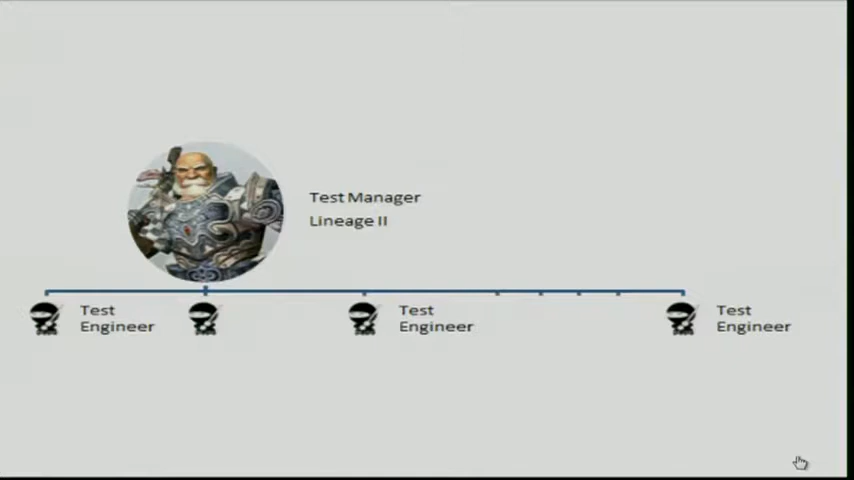 Test Manager
Lineage II
Test
Engineer
Test
Engineer
Test
Engineer